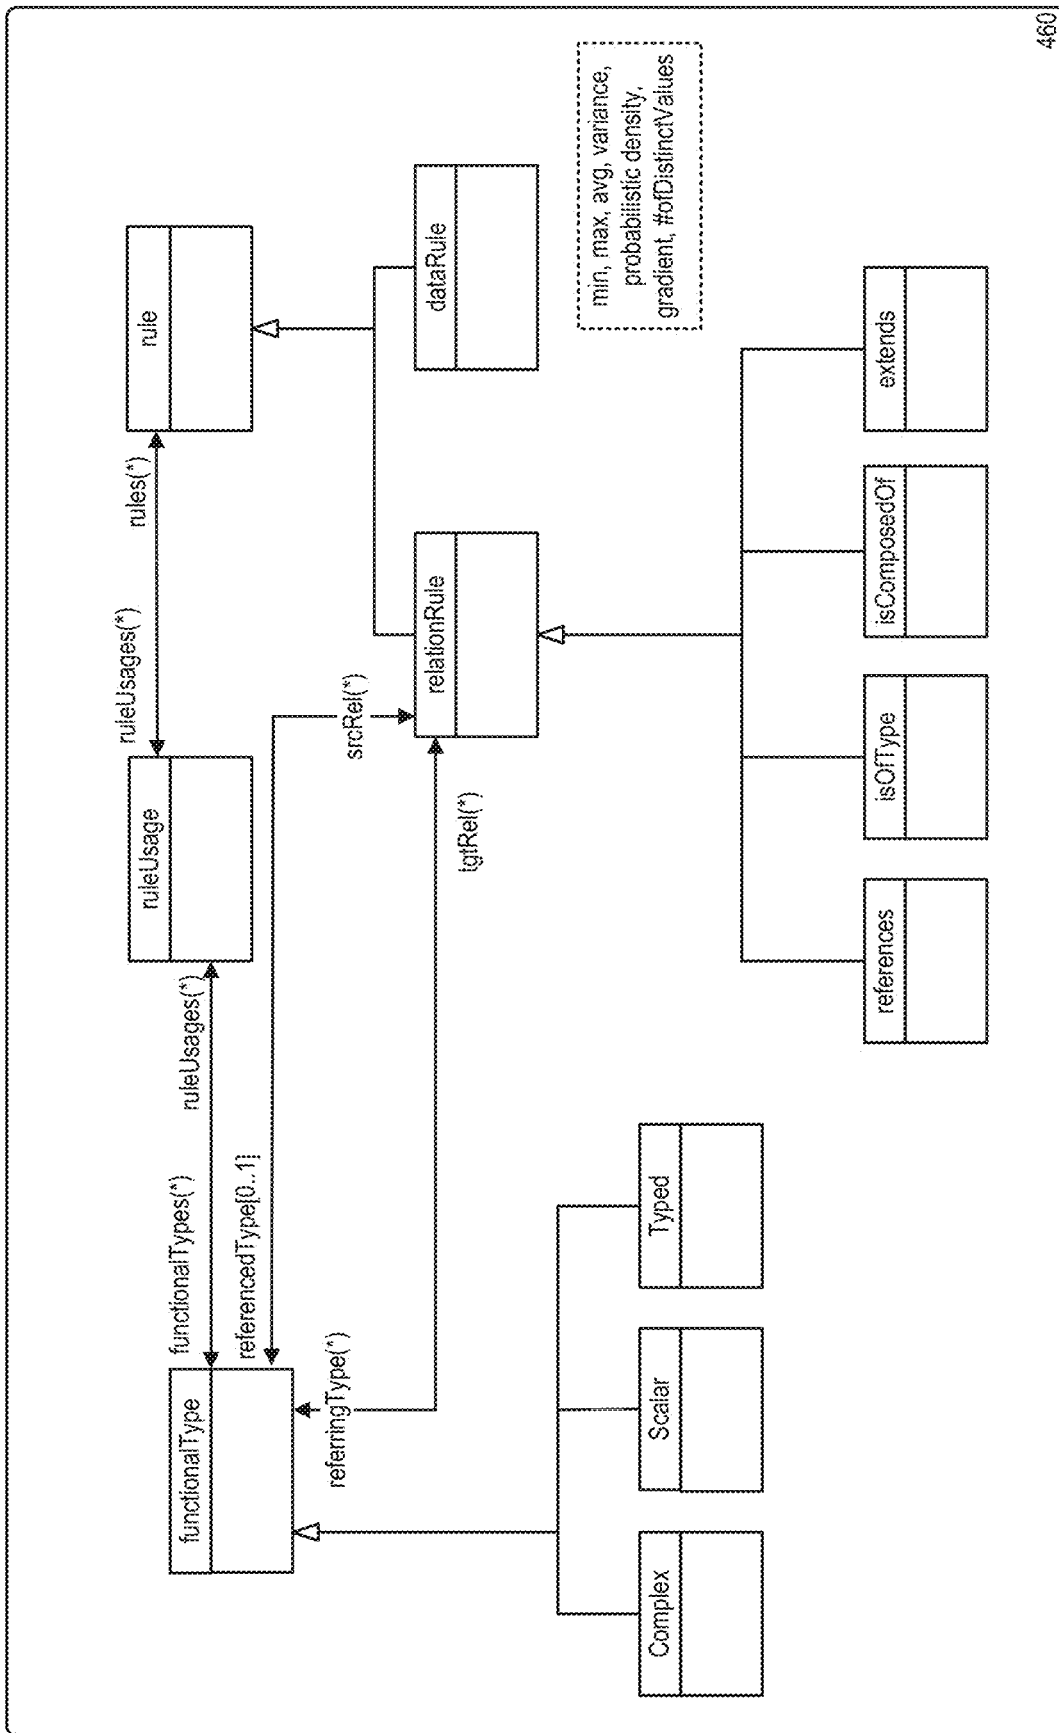 functionalType
functionalTypes(*)
ruleUsages(*)
ruleUsage
ruleUsages(*)
rules(*)
rule
referencedType[0..1]
srcRel(*)
referringType(*)
tgtRel(*)
relationRule
dataRule
min, max, avg, variance,
probabilistic density,
gradient, #ofDistinctValues
Complex
Scalar
Typed
references
isOfType
isComposedOf
extends
460